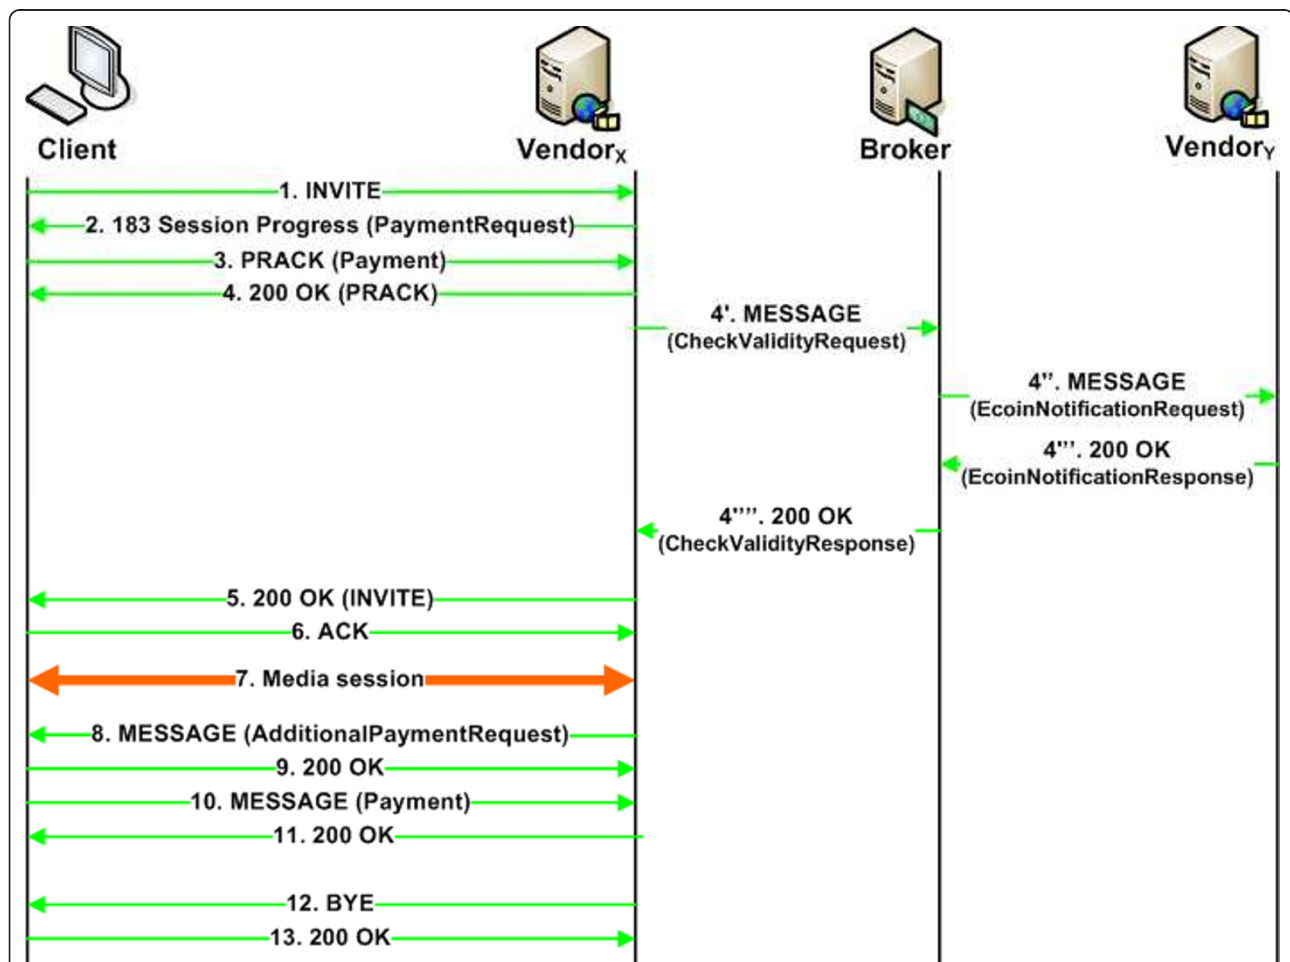 Client
Vendorx
Broker
VendorY
1. INVITE
2. 183 Session Progress (PaymentRequest)
3. PRACK (Payment)
4. 200 OK (PRACK)
4'. MESSAGE
(CheckValidityRequest)
4”. MESSAGE
(EcoinNotificationRequest)
4'”. 200 OK
(EcoinNotificationResponse)
4””. 200 OK
(CheckValidityResponse)
5. 200 OK (INVITE)
6. ACK
7. Media session
8. MESSAGE (AdditionalPaymentRequest)
9. 200 OK
10. MESSAGE (Payment)
11. 200 OK
12. BYE
13. 200 OK